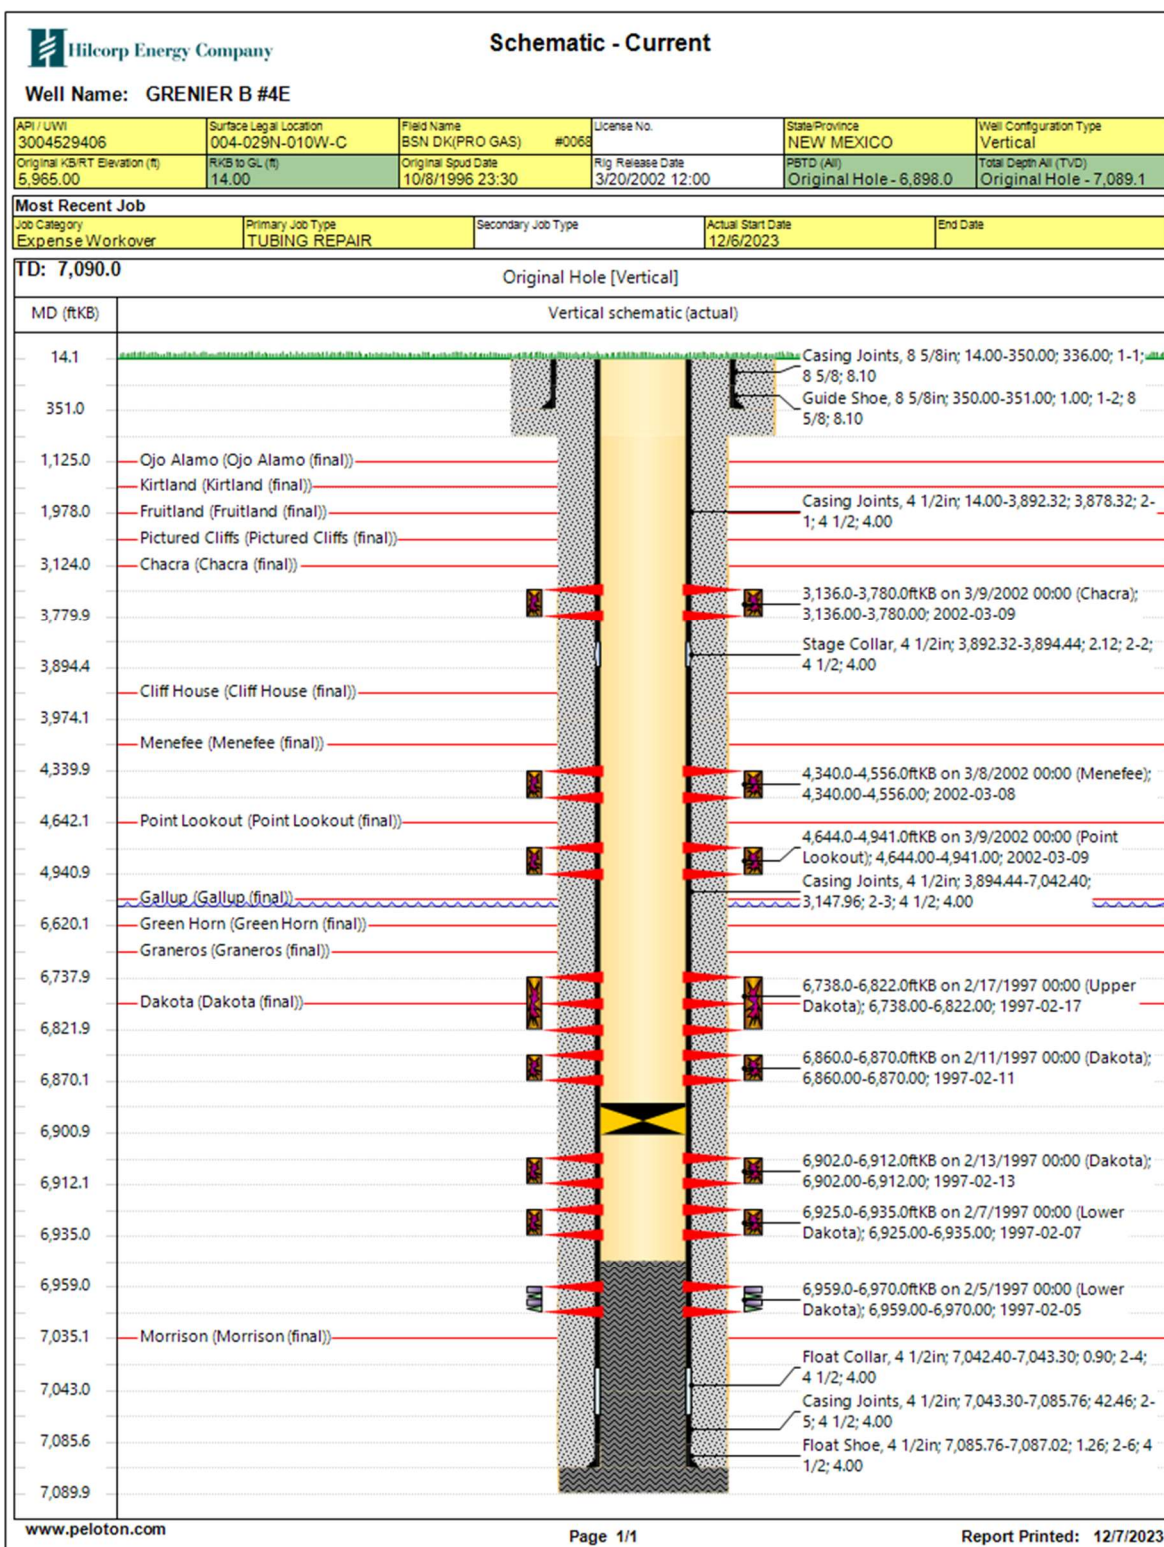 Hilcorp Energy Company
Schematic - Current
Well Name: GRENIER B #4E
API / UWI
3004529406
Surface Legal Location
004-029N-010W-C
Field Name
BSN DK(PRO GAS) #0068
License No.
State/Province
NEW MEXICO
Well Configuration Type
Vertical
Original KB/RT Elevation (ft)
5,965.00
RKB to GL (ft)
14.00
Original Spud Date
10/8/1996 23:30
Rig Release Date
3/20/2002 12:00
PBTD (All)
Original Hole - 6,898.0
Total Depth All (TVD)
Original Hole - 7,089.1
Most Recent Job
Job Category
Expense Workover
Primary Job Type
TUBING REPAIR
Secondary Job Type
Actual Start Date
12/6/2023
End Date
TD: 7,090.0
Original Hole [Vertical]
MD (ftKB)
Vertical schematic (actual)
14.1
Casing Joints, 8 5/8in; 14.00-350.00; 336.00; 1-1;
8 5/8; 8.10
351.0
Guide Shoe, 8 5/8in; 350.00-351.00; 1.00; 1-2; 8
5/8; 8.10
1,125.0
Ojo Alamo (Ojo Alamo (final))
Kirtland (Kirtland (final))
1,978.0
Fruitland (Fruitland (final))
Casing Joints, 4 1/2in; 14.00-3,892.32; 3,878.32; 2-
1; 4 1/2; 4.00
Pictured Cliffs (Pictured Cliffs (final))
3,124.0
Chacra (Chacra (final))
3,136.0-3,780.0ftKB on 3/9/2002 00:00 (Chacra);
3,136.00-3,780.00; 2002-03-09
3,779.9
Stage Collar, 4 1/2in; 3,892.32-3,894.44; 2.12; 2-2;
4 1/2; 4.00
3,894.4
Cliff House (Cliff House (final))
3,974.1
Menefee (Menefee (final))
4,339.9
4,340.0-4,556.0ftKB on 3/8/2002 00:00 (Menefee);
4,340.00-4,556.00; 2002-03-08
4,642.1
Point Lookout (Point Lookout (final))
4,644.0-4,941.0ftKB on 3/9/2002 00:00 (Point
Lookout); 4,644.00-4,941.00; 2002-03-09
4,940.9
Casing Joints, 4 1/2in; 3,894.44-7,042.40;
3,147.96; 2-3; 4 1/2; 4.00
Gallup (Gallup (final))
6,620.1
Green Horn (Green Horn (final))
Graneros (Graneros (final))
6,737.9
6,738.0-6,822.0ftKB on 2/17/1997 00:00 (Upper
Dakota); 6,738.00-6,822.00; 1997-02-17
Dakota (Dakota (final))
6,821.9
6,860.0-6,870.0ftKB on 2/11/1997 00:00 (Dakota);
6,860.00-6,870.00; 1997-02-11
6,870.1
6,900.9
6,902.0-6,912.0ftKB on 2/13/1997 00:00 (Dakota);
6,902.00-6,912.00; 1997-02-13
6,912.1
6,925.0-6,935.0ftKB on 2/7/1997 00:00 (Lower
Dakota); 6,925.00-6,935.00; 1997-02-07
6,935.0
6,959.0
6,959.0-6,970.0ftKB on 2/5/1997 00:00 (Lower
Dakota); 6,959.00-6,970.00; 1997-02-05
7,035.1
Morrison (Morrison (final))
Float Collar, 4 1/2in; 7,042.40-7,043.30; 0.90; 2-4;
4 1/2; 4.00
7,043.0
Casing Joints, 4 1/2in; 7,043.30-7,085.76; 42.46; 2-
5; 4 1/2; 4.00
7,085.6
Float Shoe, 4 1/2in; 7,085.76-7,087.02; 1.26; 2-6; 4
1/2; 4.00
7,089.9
www.peloton.com
Page 1/1
Report Printed: 12/7/2023